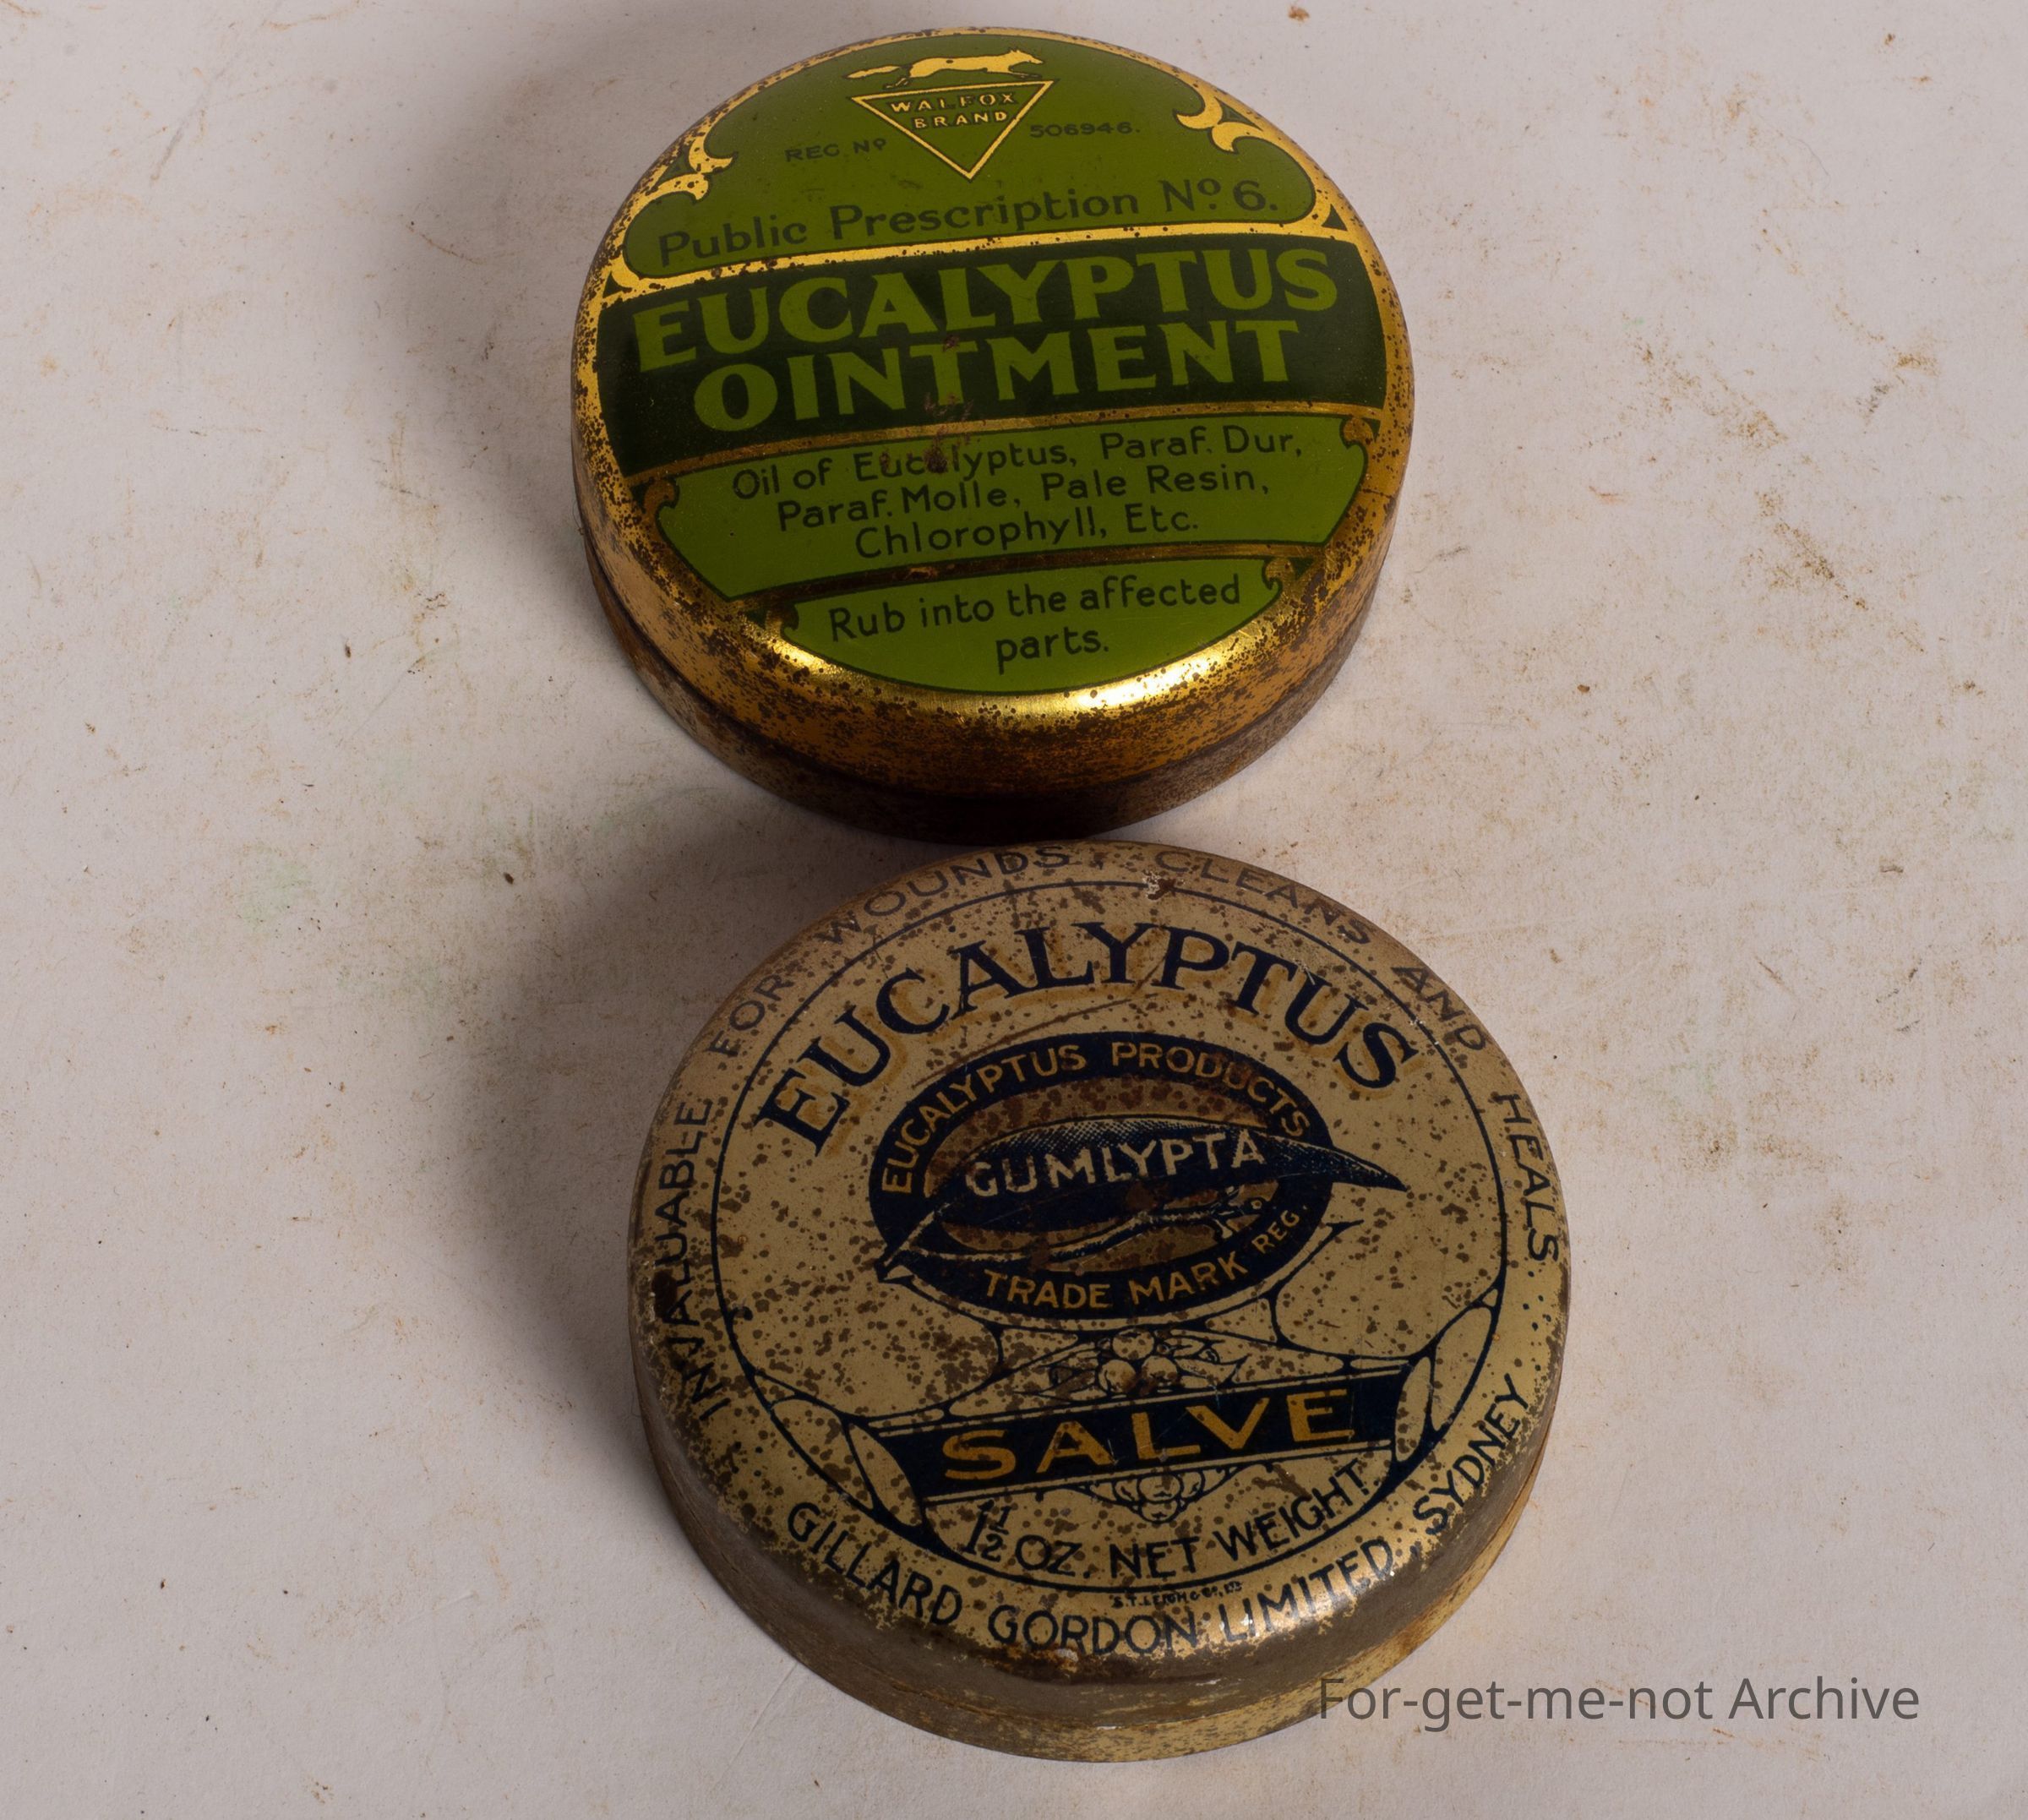 WALFOX
BRAND
REG. Nº 506946.
Public Prescription Nº. 6.
EUCALYPTUS
OINTMENT
Oil of Eucalyptus, Paraf. Dur,
Paraf. Molle, Pale Resin,
Chlorophyll, Etc.
Rub into the affected
parts.
INVALUABLE FOR WOUNDS, CLEANS AND HEALS
EUCALYPTUS
EUCALYPTUS PRODUCTS
GUMLYPTA
TRADE MARK REG.
SALVE
1½ OZ. NET WEIGHT
GILLARD GORDON LIMITED. SYDNEY
For-get-me-not Archive